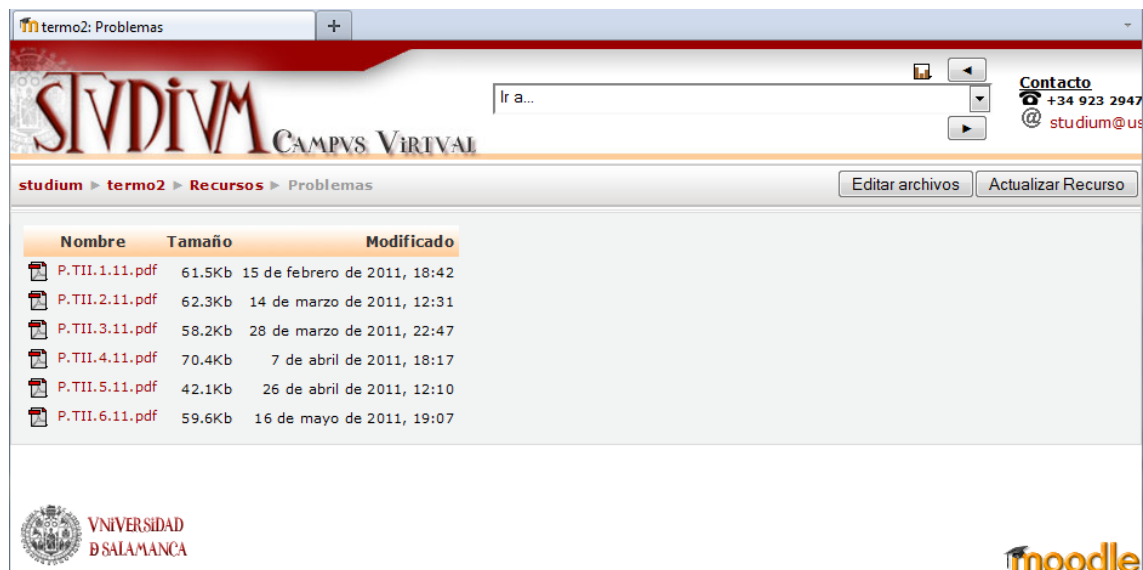 termo2: Problemas
STVDIVM CAMPVS VIRTVAL
Ir a...
Contacto
+34 923 2947
@ studium@us
studium ▶ termo2 ▶ Recursos ▶ Problemas
Editar archivos
Actualizar Recurso
Nombre Tamaño Modificado
P.TII.1.11.pdf 61.5Kb 15 de febrero de 2011, 18:42
P.TII.2.11.pdf 62.3Kb 14 de marzo de 2011, 12:31
P.TII.3.11.pdf 58.2Kb 28 de marzo de 2011, 22:47
P.TII.4.11.pdf 70.4Kb 7 de abril de 2011, 18:17
P.TII.5.11.pdf 42.1Kb 26 de abril de 2011, 12:10
P.TII.6.11.pdf 59.6Kb 16 de mayo de 2011, 19:07
VNiVERSiDAD
D SALAMANCA
moodle